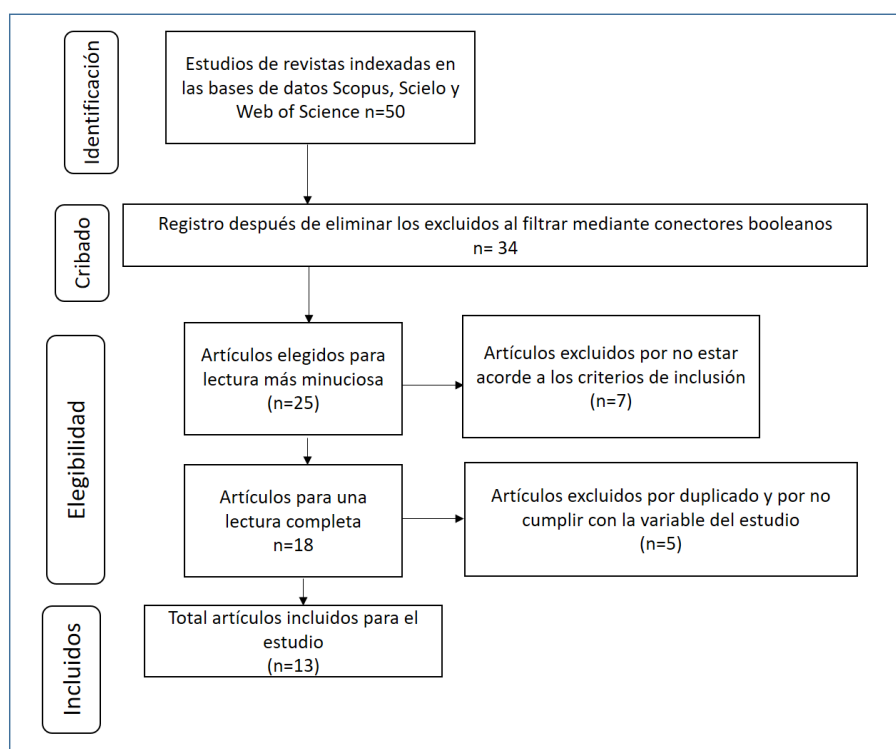 Identificación
Estudios de revistas indexadas en
las bases de datos Scopus, Scielo y
Web of Science n=50
Cribado
Registro después de eliminar los excluidos al filtrar mediante conectores booleanos
n= 34
Elegibilidad
Artículos elegidos para
lectura más minuciosa
(n=25)
Artículos excluidos por no estar
acorde a los criterios de inclusión
(n=7)
Artículos para una
lectura completa
n=18
Artículos excluidos por duplicado y por no
cumplir con la variable del estudio
(n=5)
Incluidos
Total artículos incluidos para el
estudio
(n=13)